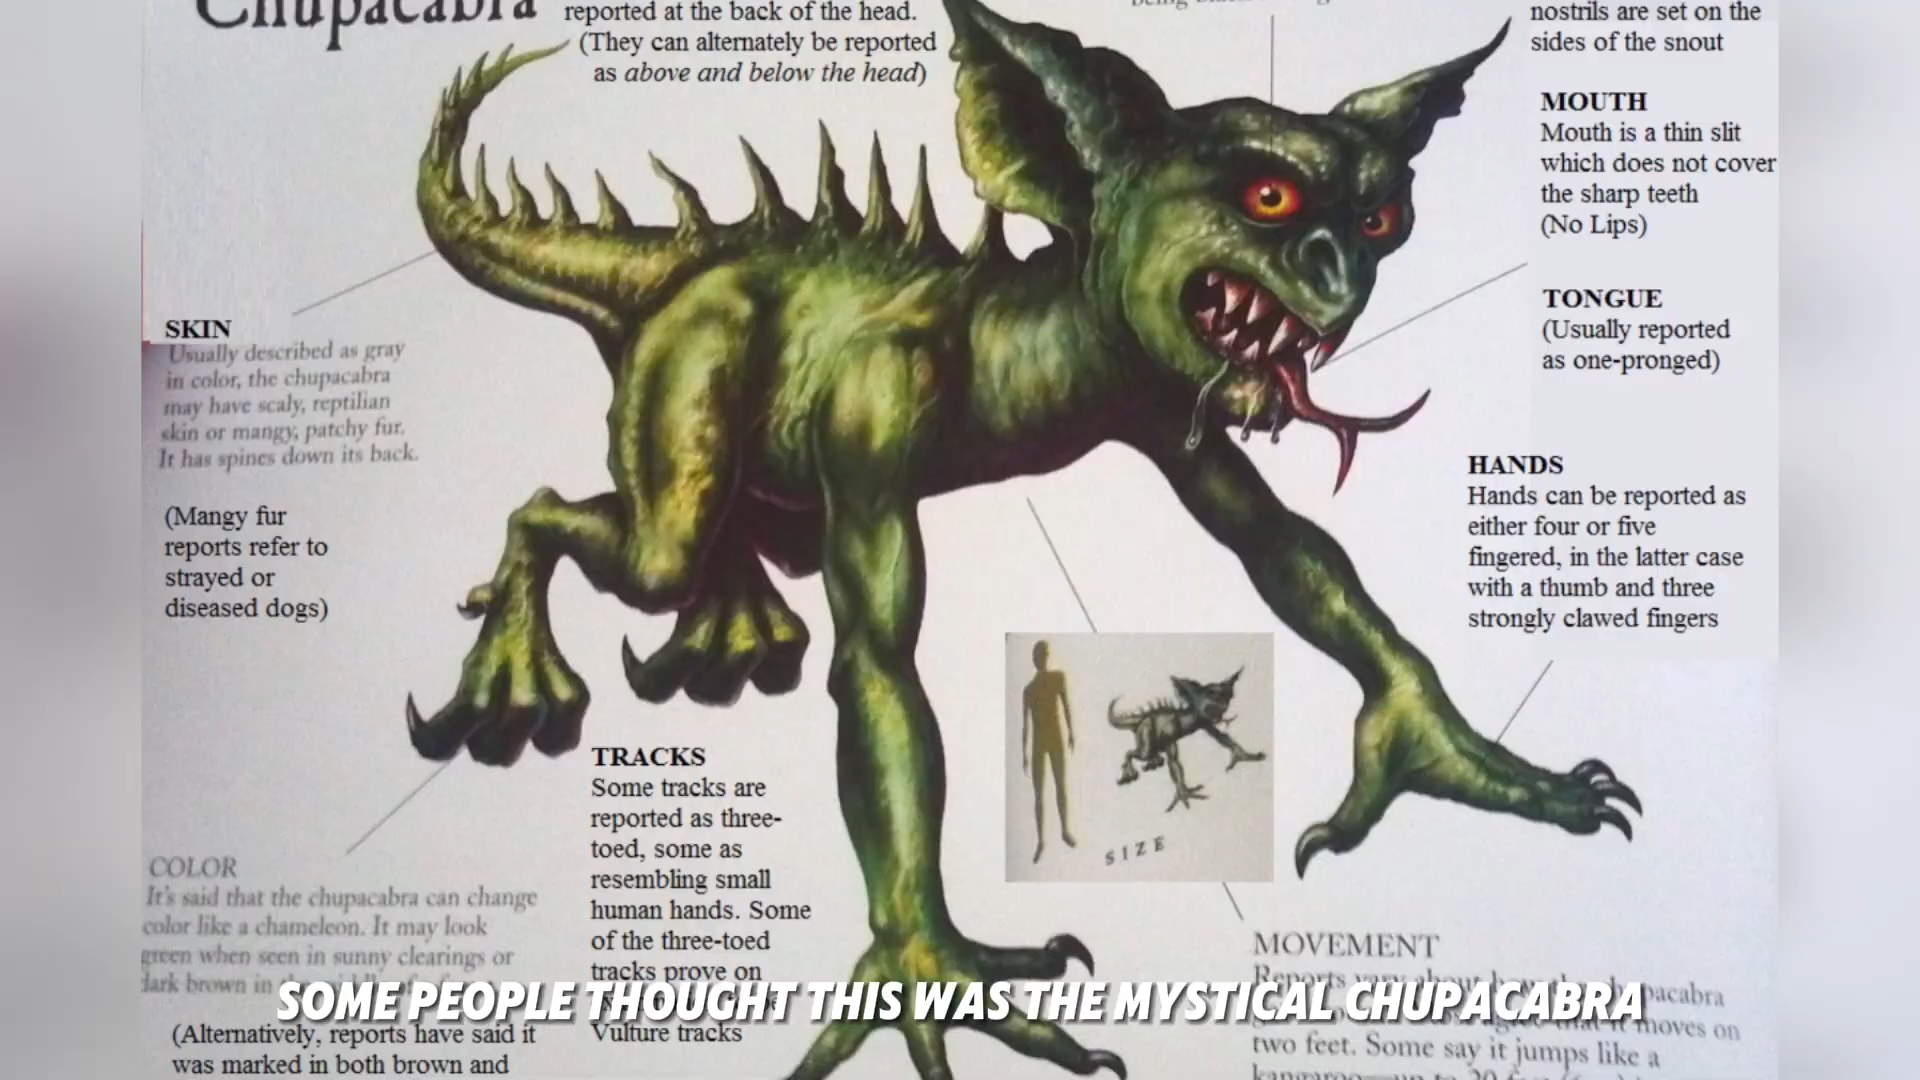 Chupacabra
reported at the back of the head.
(They can alternately be reported
as above and below the head)
nostrils are set on the
sides of the snout
MOUTH
Mouth is a thin slit
which does not cover
the sharp teeth
(No Lips)
TONGUE
(Usually reported
as one-pronged)
SKIN
Usually described as gray
in color, the chupacabra
may have scaly, reptilian
skin or mangy, patchy fur.
It has spines down its back.
(Mangy fur
reports refer to
strayed or
diseased dogs)
HANDS
Hands can be reported as
either four or five
fingered, in the latter case
with a thumb and three
strongly clawed fingers
SIZE
TRACKS
Some tracks are
reported as three-
toed, some as
resembling small
human hands. Some
of the three-toed
tracks prove on
Vulture tracks
COLOR
It's said that the chupacabra can change
color like a chameleon. It may look
green when seen in sunny clearings or
dark brown in
(Alternatively, reports have said it
was marked in both brown and
MOVEMENT
Reports vary about how the chupacabra
moves on
two feet. Some say it jumps like a
SOME PEOPLE THOUGHT THIS WAS THE MYSTICAL CHUPACABRA